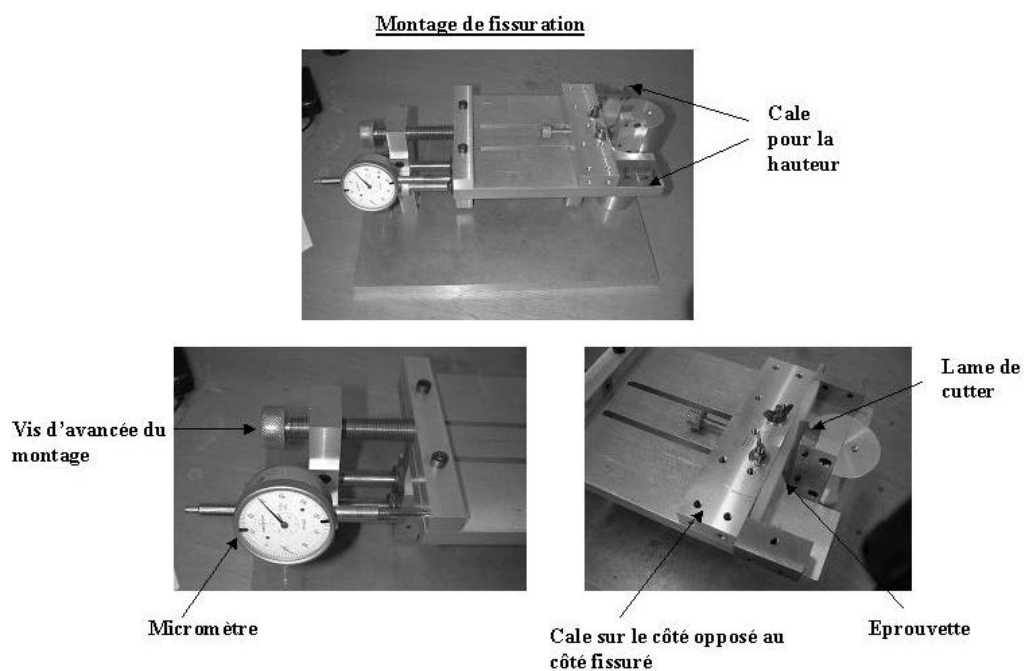 Montage de fissuration
Cale
pour la
hauteur
Vis d'avancée du
montage
Lame de
cutter
Micromètre
Cale sur le côté opposé au
côté fissuré
Eprouvette